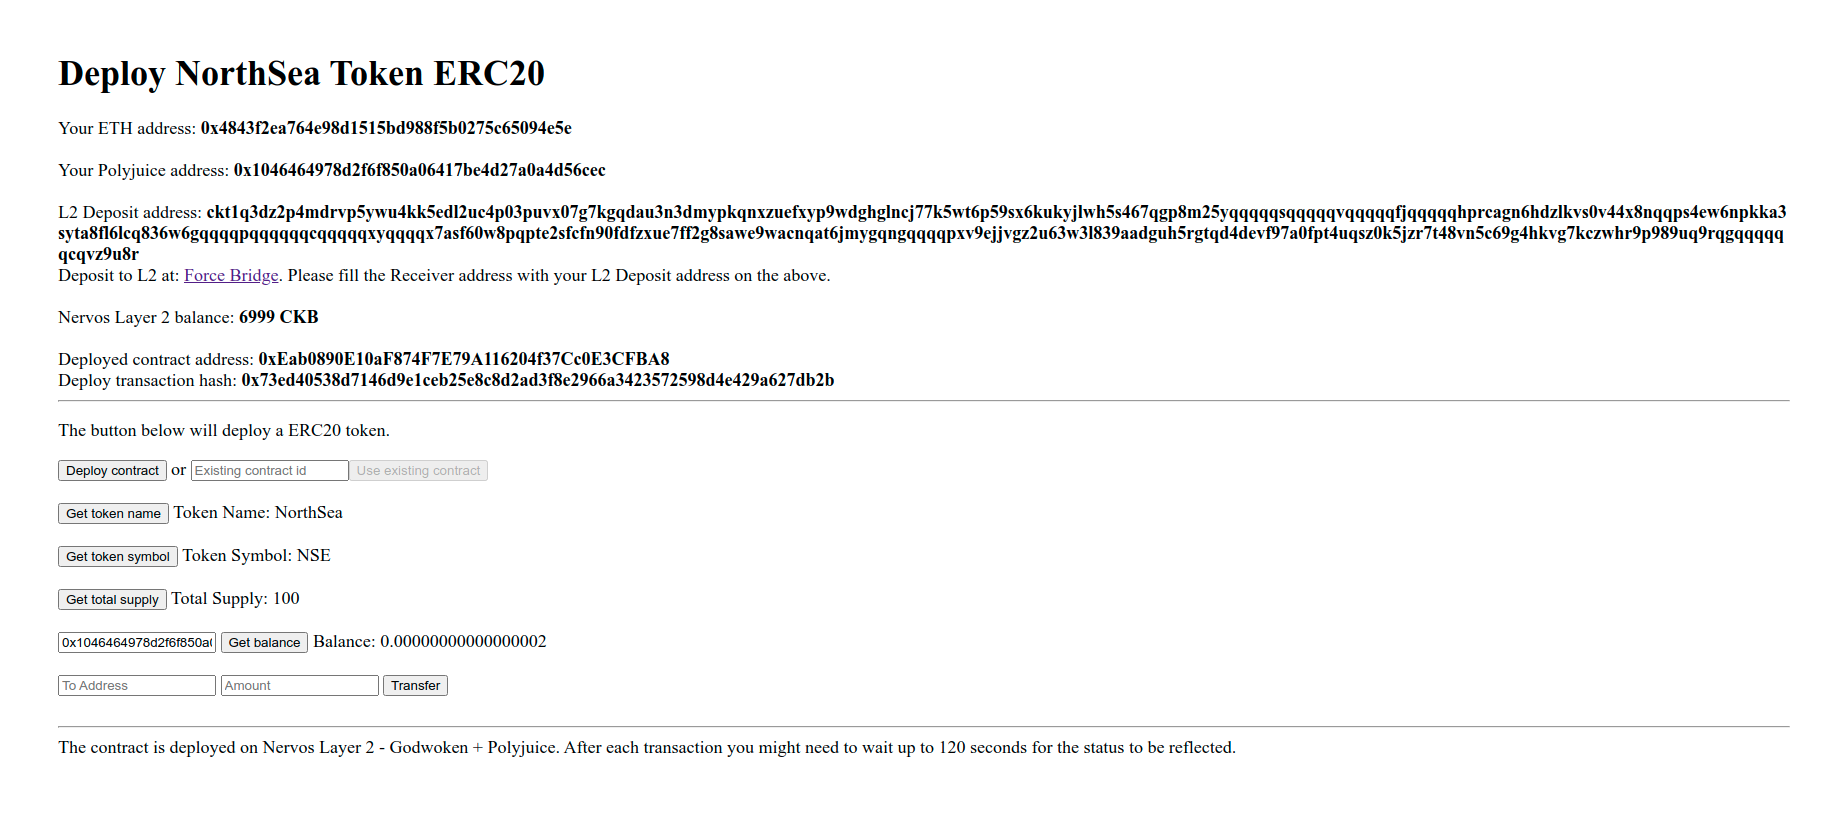 Deploy NorthSea Token ERC20
Your ETH address: 0x4843f2ea764e98d1515bd988f5b0275c65094e5e
Your Polyjuice address: 0x1046464978d2f6f850a06417be4d27a0a4d56cec
L2 Deposit address: ckt1q3dz2p4mdrvp5ywu4kk5edl2uc4p03puvx07g7kgqdau3n3dmypkqnxzuefxyp9wdghglncj77k5wt6p59sx6kukyjlwh5s467qgp8m25yqqqqqsqqqqqvqqqqqfjqqqqqhprcagn6hdzlkvs0v44x8nqqps4ew6npkka3
syta8fl6lcq836w6gqqqqpqqqqqqcqqqqqxyqqqqx7asf60w8pqpte2sfcfn90fdfzxue7ff2g8sawe9wacnqat6jmygqngqqqqpxv9ejjvgz2u63w3l839aadguh5rgtqd4devf97a0fpt4uqsz0k5jzr7t48vn5c69g4hkvg7kczwhr9p989uq9rqgqqqqq
qcqvz9u8r
Deposit to L2 at: Force Bridge. Please fill the Receiver address with your L2 Deposit address on the above.
Nervos Layer 2 balance: 6999 CKB
Deployed contract address: 0xEab0890E10aF874F7E79A116204f37Cc0E3CFBA8
Deploy transaction hash: 0x73ed40538d7146d9e1ceb25e8c8d2ad3f8e2966a3423572598d4e429a627db2b
The button below will deploy a ERC20 token.
Deploy contract or Existing contract id Use existing contract
Get token name Token Name: NorthSea
Get token symbol Token Symbol: NSE
Get total supply Total Supply: 100
0x1046464978d2f6f850a( Get balance Balance: 0.00000000000000002
To Address Amount Transfer
The contract is deployed on Nervos Layer 2 - Godwoken + Polyjuice. After each transaction you might need to wait up to 120 seconds for the status to be reflected.